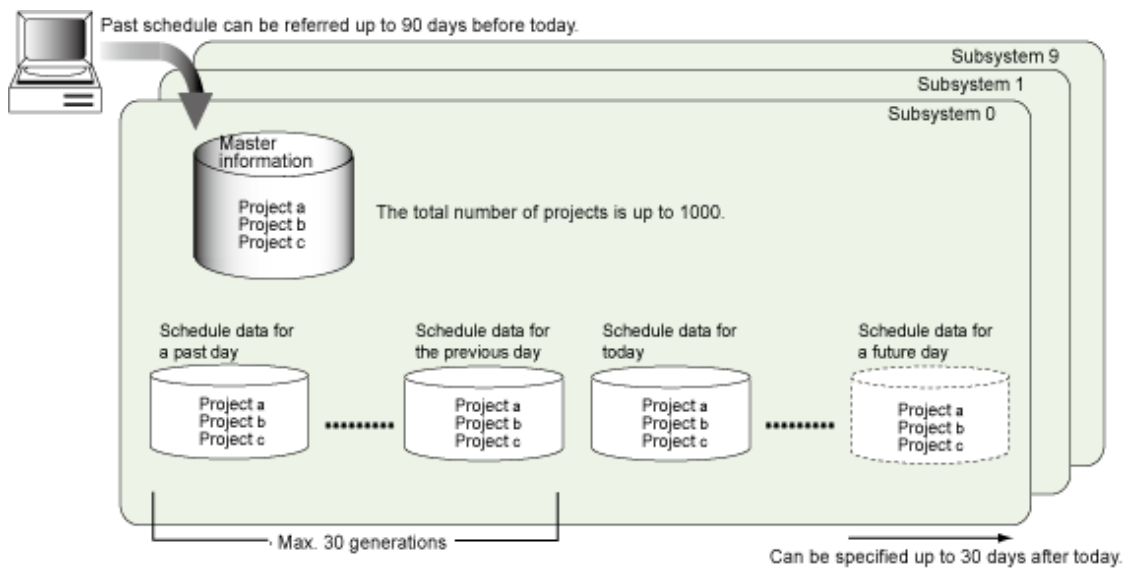 Past schedule can be referred up to 90 days before today.
Subsystem 9
Subsystem 1
Subsystem 0
Master
information
Project a
Project b
Project c
The total number of projects is up to 1000.
Schedule data for
a past day
Project a
Project b
Project c
Schedule data for
the previous day
Project a
Project b
Project c
Schedule data for
today
Project a
Project b
Project c
Schedule data for
a future day
Project a
Project b
Project c
Max. 30 generations
Can be specified up to 30 days after today.